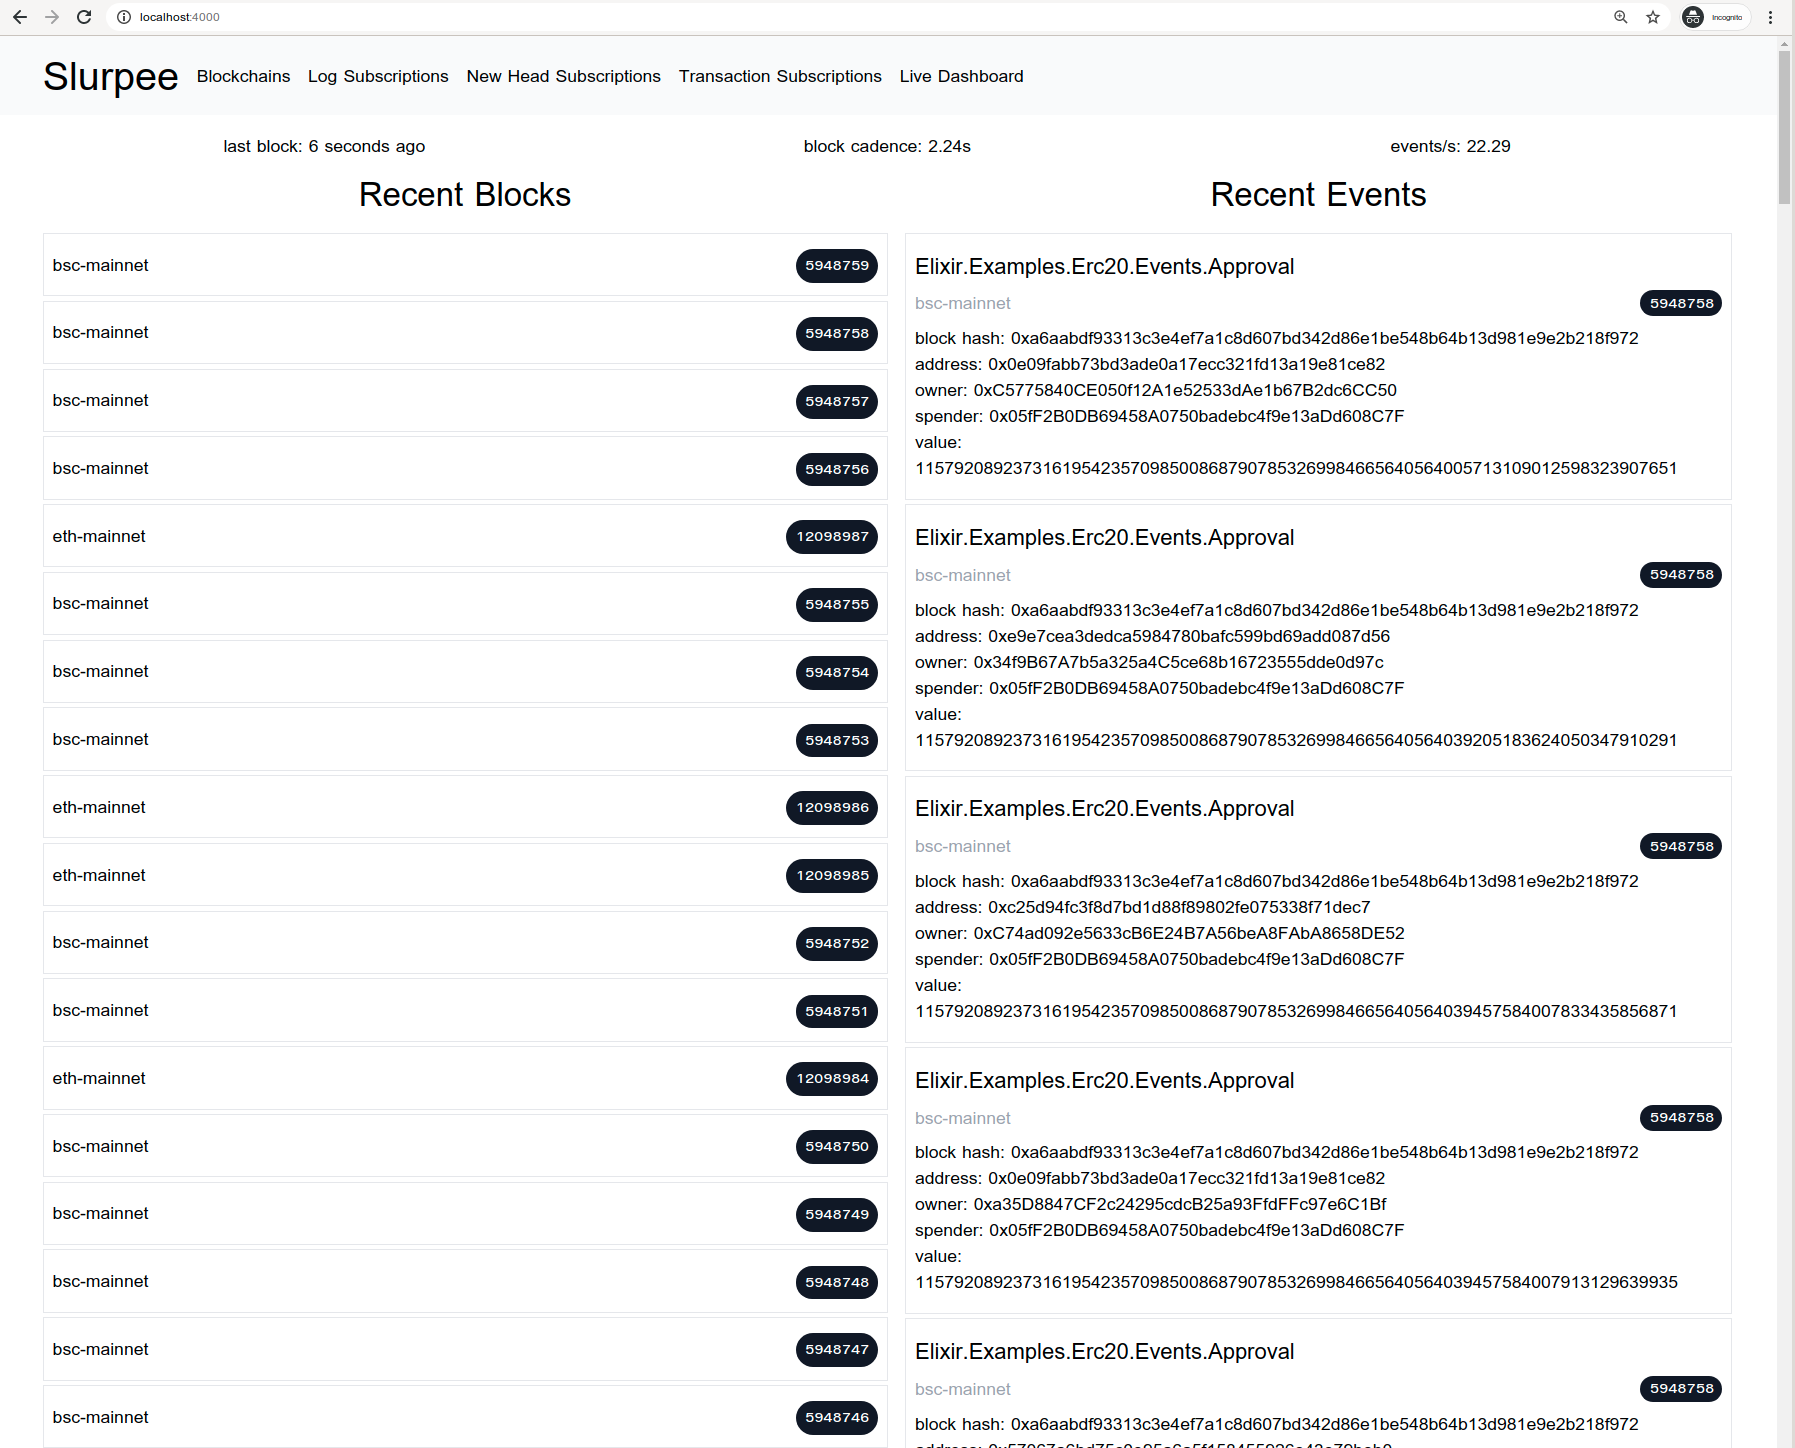 localhost:4000
Incognito
Slurpee Blockchains Log Subscriptions New Head Subscriptions Transaction Subscriptions Live Dashboard
last block: 6 seconds ago block cadence: 2.24s events/s: 22.29
Recent Blocks
bsc-mainnet 5948759
bsc-mainnet 5948758
bsc-mainnet 5948757
bsc-mainnet 5948756
eth-mainnet 12098987
bsc-mainnet 5948755
bsc-mainnet 5948754
bsc-mainnet 5948753
eth-mainnet 12098986
eth-mainnet 12098985
bsc-mainnet 5948752
bsc-mainnet 5948751
eth-mainnet 12098984
bsc-mainnet 5948750
bsc-mainnet 5948749
bsc-mainnet 5948748
bsc-mainnet 5948747
bsc-mainnet 5948746
Recent Events
Elixir.Examples.Erc20.Events.Approval
bsc-mainnet 5948758
block hash: 0xa6aabdf93313c3e4ef7a1c8d607bd342d86e1be548b64b13d981e9e2b218f972
address: 0x0e09fabb73bd3ade0a17ecc321fd13a19e81ce82
owner: 0xC5775840CE050f12A1e52533dAe1b67B2dc6CC50
spender: 0x05fF2B0DB69458A0750badebc4f9e13aDd608C7F
value:
115792089237316195423570985008687907853269984665640564005713109012598323907651
Elixir.Examples.Erc20.Events.Approval
bsc-mainnet 5948758
block hash: 0xa6aabdf93313c3e4ef7a1c8d607bd342d86e1be548b64b13d981e9e2b218f972
address: 0xe9e7cea3dedca5984780bafc599bd69add087d56
owner: 0x34f9B67A7b5a325a4C5ce68b16723555dde0d97c
spender: 0x05fF2B0DB69458A0750badebc4f9e13aDd608C7F
value:
115792089237316195423570985008687907853269984665640564039205183624050347910291
Elixir.Examples.Erc20.Events.Approval
bsc-mainnet 5948758
block hash: 0xa6aabdf93313c3e4ef7a1c8d607bd342d86e1be548b64b13d981e9e2b218f972
address: 0xc25d94fc3f8d7bd1d88f89802fe075338f71dec7
owner: 0xC74ad092e5633cB6E24B7A56beA8FAbA8658DE52
spender: 0x05fF2B0DB69458A0750badebc4f9e13aDd608C7F
value:
115792089237316195423570985008687907853269984665640564039457584007833435856871
Elixir.Examples.Erc20.Events.Approval
bsc-mainnet 5948758
block hash: 0xa6aabdf93313c3e4ef7a1c8d607bd342d86e1be548b64b13d981e9e2b218f972
address: 0x0e09fabb73bd3ade0a17ecc321fd13a19e81ce82
owner: 0xa35D8847CF2c24295cdcB25a93FfdFFc97e6C1Bf
spender: 0x05fF2B0DB69458A0750badebc4f9e13aDd608C7F
value:
115792089237316195423570985008687907853269984665640564039457584007913129639935
Elixir.Examples.Erc20.Events.Approval
bsc-mainnet 5948758
block hash: 0xa6aabdf93313c3e4ef7a1c8d607bd342d86e1be548b64b13d981e9e2b218f972